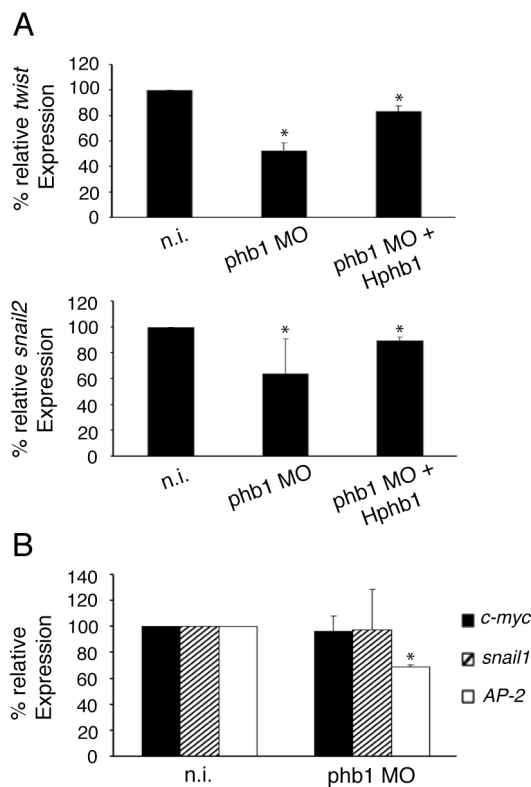 A
% relative twist
Expression
120
100
80
60
40
20
0
*
*
n.i.
phb1 MO
phb1 MO +
Hphb1
% relative snail2
Expression
120
100
80
60
40
20
0
*
*
n.i.
phb1 MO
phb1 MO +
Hphb1
B
% relative
Expression
140
120
100
80
60
40
20
0
*
n.i.
phb1 MO
c-myc
snail1
AP-2